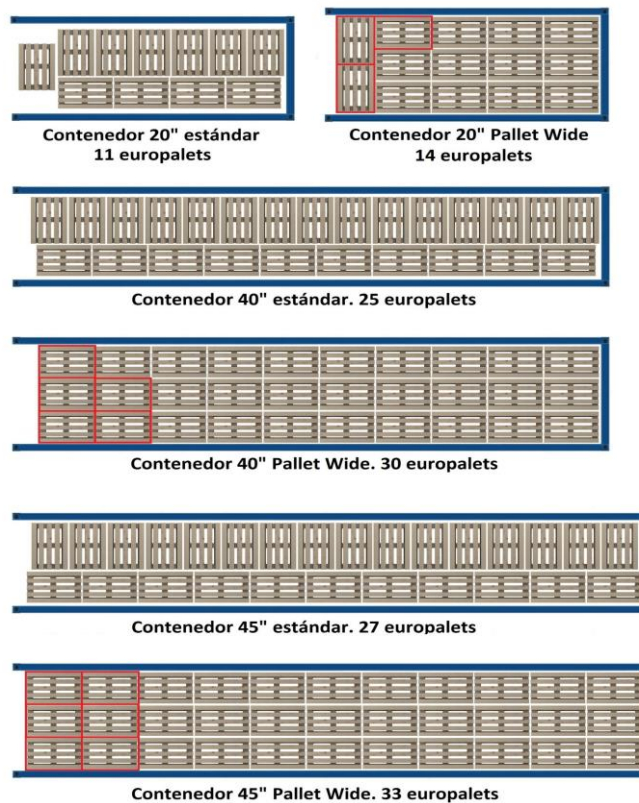 Contenedor 20" estándar
11 europalets
Contenedor 20" Pallet Wide
14 europalets
Contenedor 40" estándar. 25 europalets
Contenedor 40" Pallet Wide. 30 europalets
Contenedor 45" estándar. 27 europalets
Contenedor 45" Pallet Wide. 33 europalets